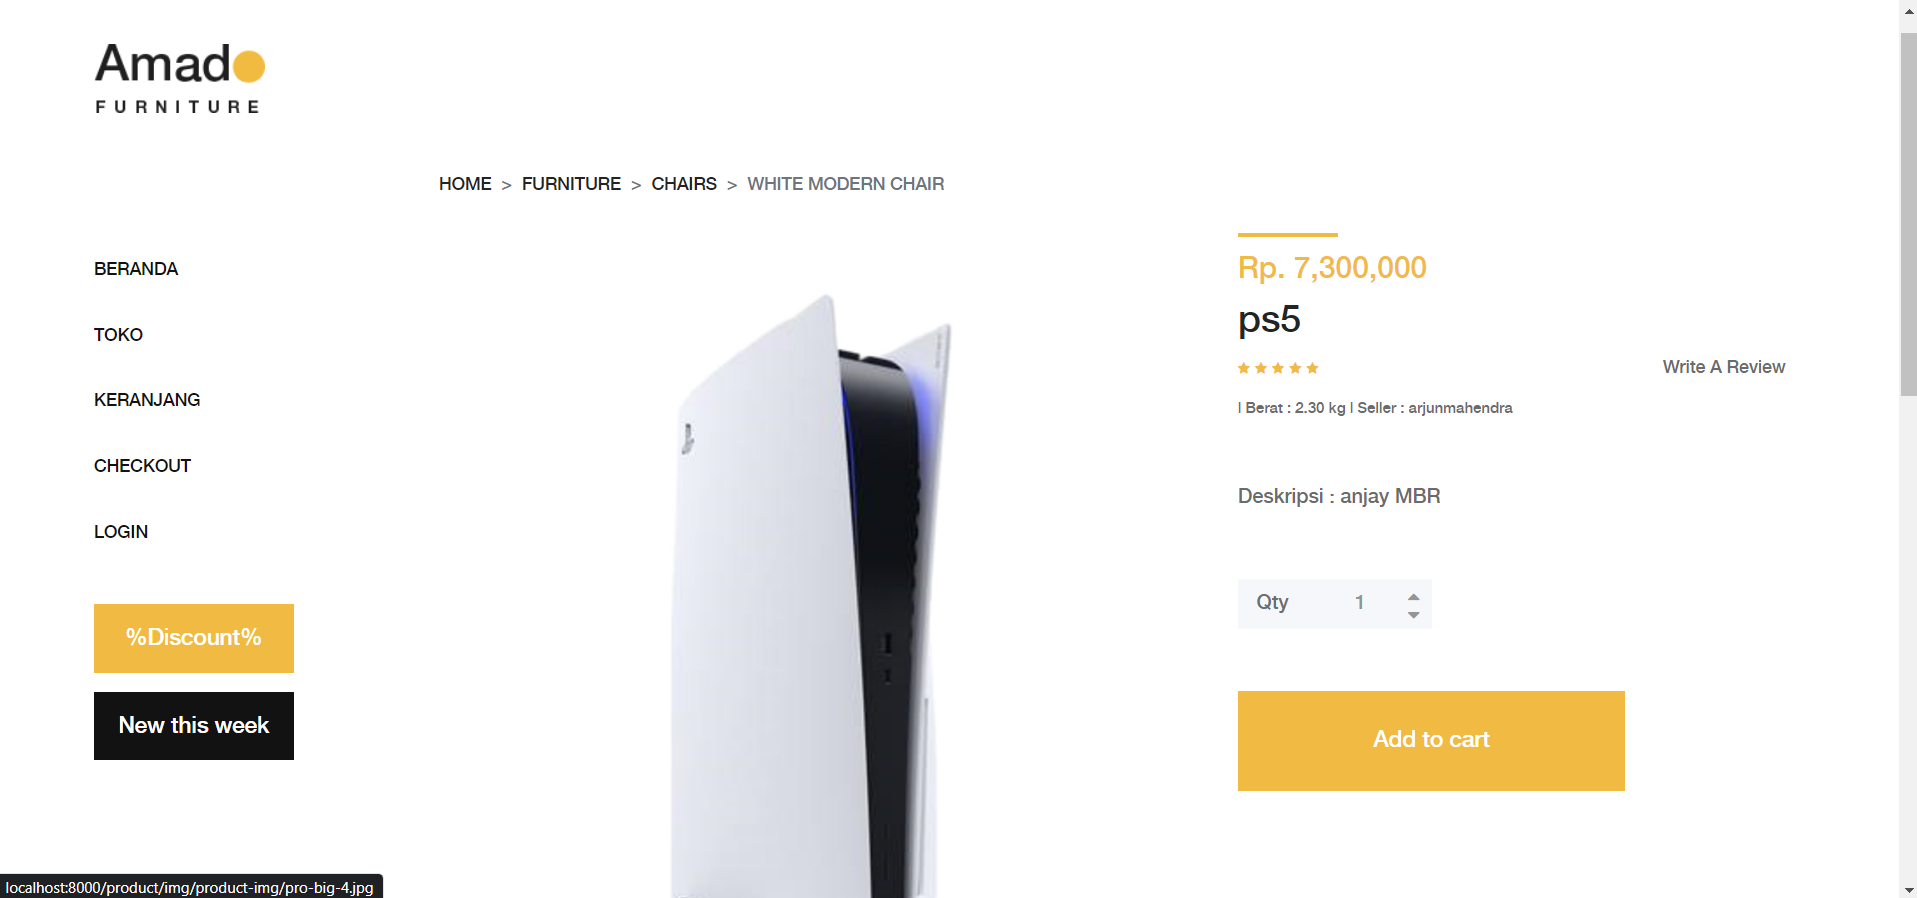 Amado
FURNITURE
HOME > FURNITURE > CHAIRS > WHITE MODERN CHAIR
BERANDA
TOKO
KERANJANG
CHECKOUT
LOGIN
%Discount%
New this week
Rp. 7,300,000
ps5
Write A Review
| Berat : 2.30 kg | Seller : arjunmahendra
Deskripsi : anjay MBR
Qty 1
Add to cart
localhost:8000/product/img/product-img/pro-big-4.jpg